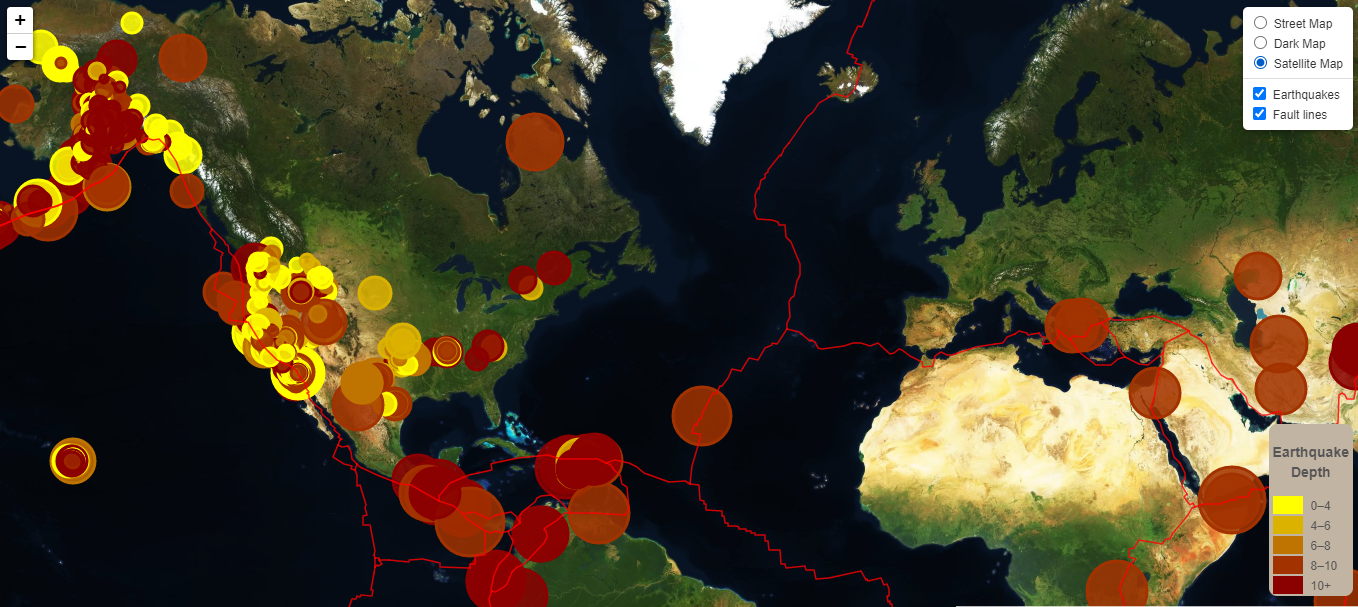 +
−
Street Map
Dark Map
Satellite Map
Earthquakes
Fault lines
Earthquake
Depth
0–4
4–6
6–8
8–10
10+